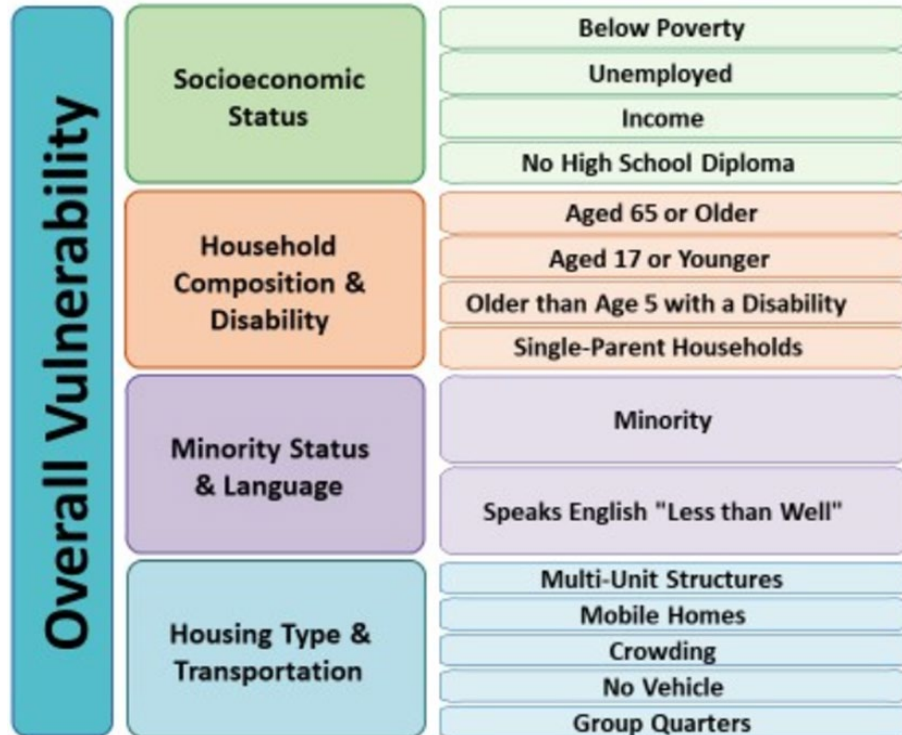 Overall Vulnerability
Socioeconomic
Status
Below Poverty
Unemployed
Income
No High School Diploma
Household
Composition &
Disability
Aged 65 or Older
Aged 17 or Younger
Older than Age 5 with a Disability
Single-Parent Households
Minority Status
& Language
Minority
Speaks English "Less than Well"
Housing Type &
Transportation
Multi-Unit Structures
Mobile Homes
Crowding
No Vehicle
Group Quarters